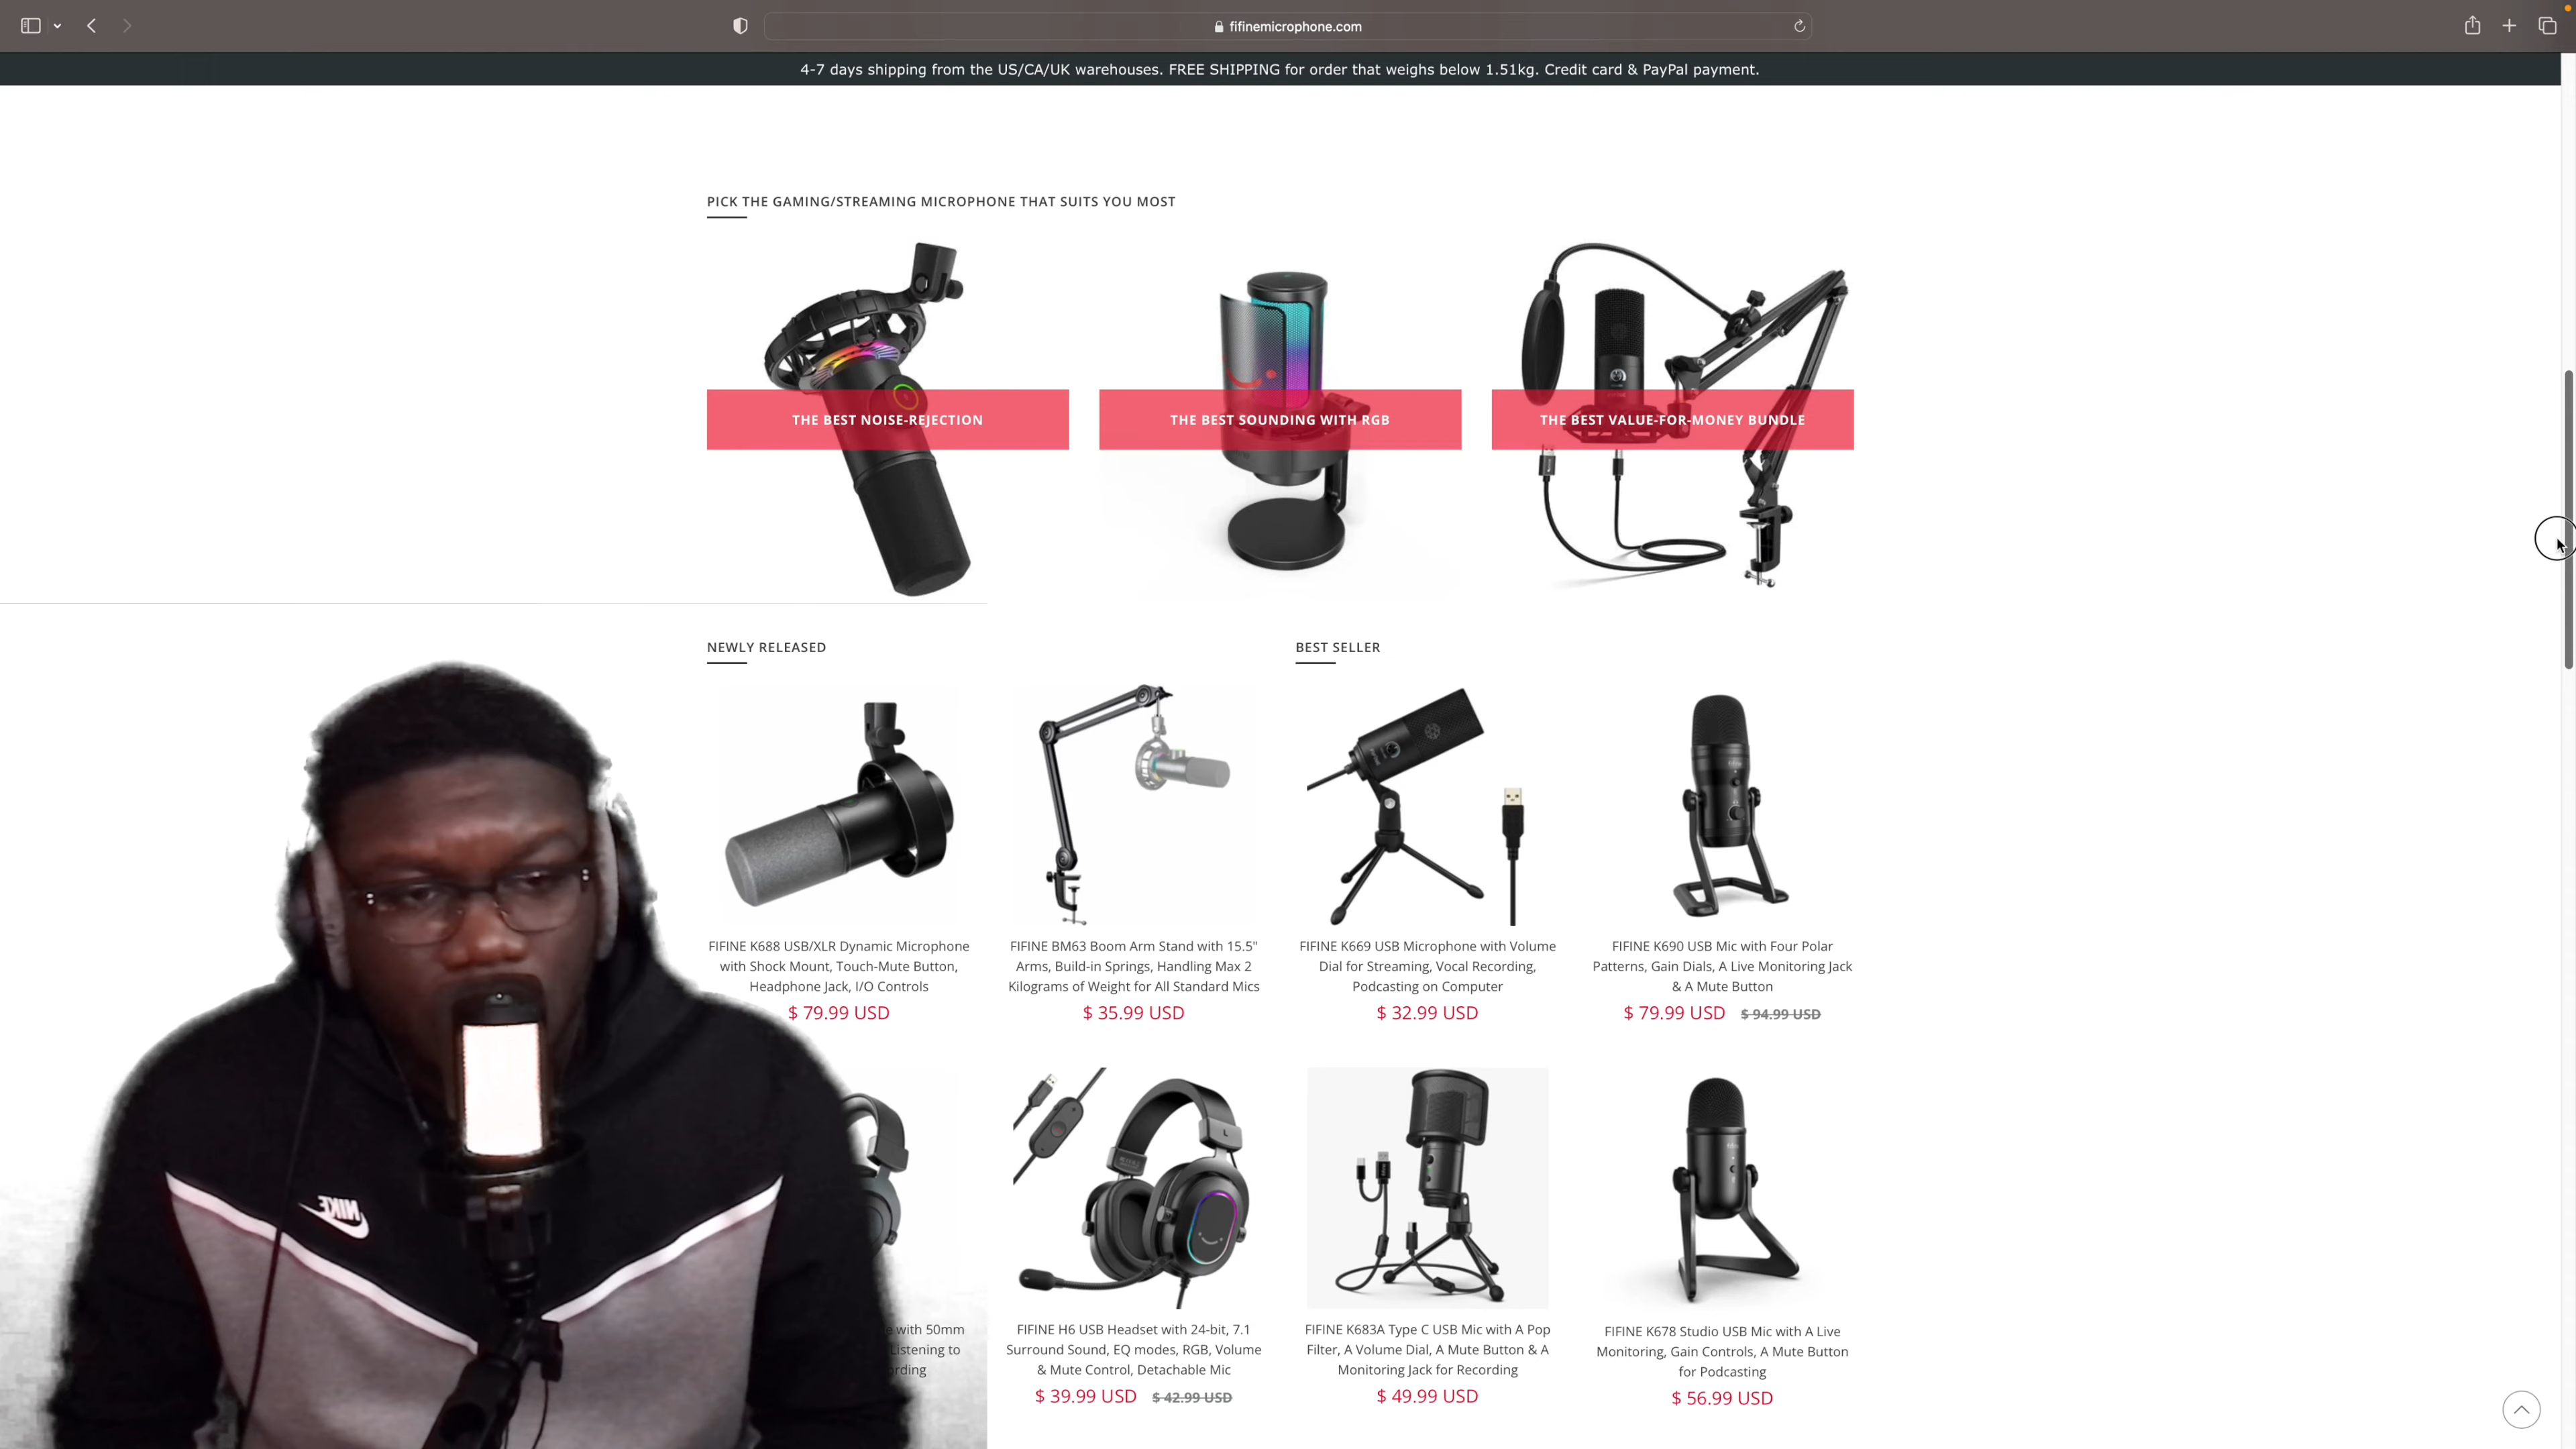 fifinemicrophone.com
4-7 days shipping from the US/CA/UK warehouses. FREE SHIPPING for order that weighs below 1.51kg. Credit card & PayPal payment.
PICK THE GAMING/STREAMING MICROPHONE THAT SUITS YOU MOST
THE BEST NOISE-REJECTION
THE BEST SOUNDING WITH RGB
THE BEST VALUE-FOR-MONEY BUNDLE
NEWLY RELEASED
BEST SELLER
FIFINE K688 USB/XLR Dynamic Microphone
with Shock Mount, Touch-Mute Button,
Headphone Jack, I/O Controls
$ 79.99 USD
FIFINE BM63 Boom Arm Stand with 15.5"
Arms, Build-in Springs, Handling Max 2
Kilograms of Weight for All Standard Mics
$ 35.99 USD
FIFINE K669 USB Microphone with Volume
Dial for Streaming, Vocal Recording,
Podcasting on Computer
$ 32.99 USD
FIFINE K690 USB Mic with Four Polar
Patterns, Gain Dials, A Live Monitoring Jack
& A Mute Button
$ 79.99 USD $ 94.99 USD
NIKE
with 50mm
Listening to
FIFINE H6 USB Headset with 24-bit, 7.1
Surround Sound, EQ modes, RGB, Volume
& Mute Control, Detachable Mic
$ 39.99 USD $ 42.99 USD
FIFINE K683A Type C USB Mic with A Pop
Filter, A Volume Dial, A Mute Button & A
Monitoring Jack for Recording
$ 49.99 USD
FIFINE K678 Studio USB Mic with A Live
Monitoring, Gain Controls, A Mute Button
for Podcasting
$ 56.99 USD